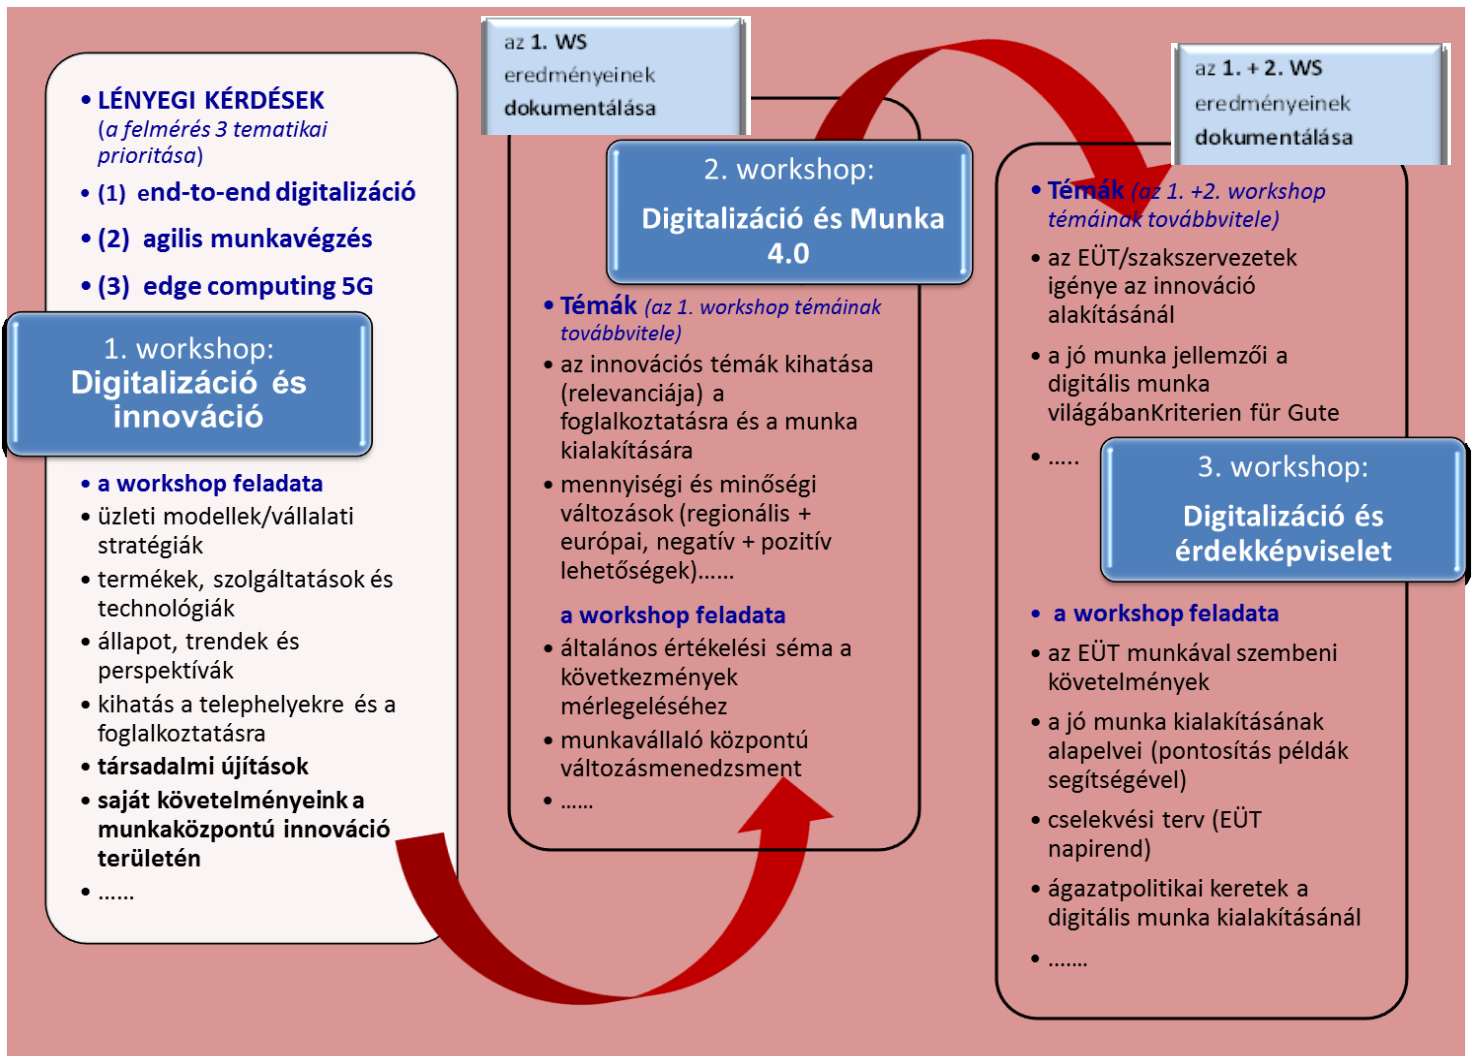 • LÉNYEGI KÉRDÉSEK
(a felmérés 3 tematikai
prioritása)
• (1) end-to-end digitalizáció
• (2) agilis munkavégzés
• (3) edge computing 5G
1. workshop:
Digitalizáció és
innováció
• a workshop feladata
• üzleti modellek/vállalati
stratégiák
• termékek, szolgáltatások és
technológiák
• állapot, trendek és
perspektívák
• kihatás a telephelyekre és a
foglalkoztatásra
• társadalmi újítások
• saját követelményeink a
munkaközpontú innováció
területén
• ……
az 1. WS
eredményeinek
dokumentálása
2. workshop:
Digitalizáció és Munka
4.0
• Témák (az 1. workshop témáinak
továbbvitele)
• az innovációs témák kihatása
(relevanciája) a
foglalkoztatásra és a munka
kialakítására
• mennyiségi és minőségi
változások (regionális +
európai, negatív + pozitív
lehetőségek)……
a workshop feladata
• általános értékelési séma a
következmények
mérlegeléséhez
• munkavállaló központú
változásmenedzsment
• ……
az 1. + 2. WS
eredményeinek
dokumentálása
• Témák (az 1. +2. workshop
témáinak továbbvitele)
• az EÜT/szakszervezetek
igénye az innováció
alakításánál
• a jó munka jellemzői a
digitális munka
világábanKriterien für Gute
• …..
3. workshop:
Digitalizáció és
érdekképviselet
• a workshop feladata
• az EÜT munkával szembeni
követelmények
• a jó munka kialakításának
alapelvei (pontosítás példák
segítségével)
• cselekvési terv (EÜT
napirend)
• ágazatpolitikai keretek a
digitális munka kialakításánál
• …….